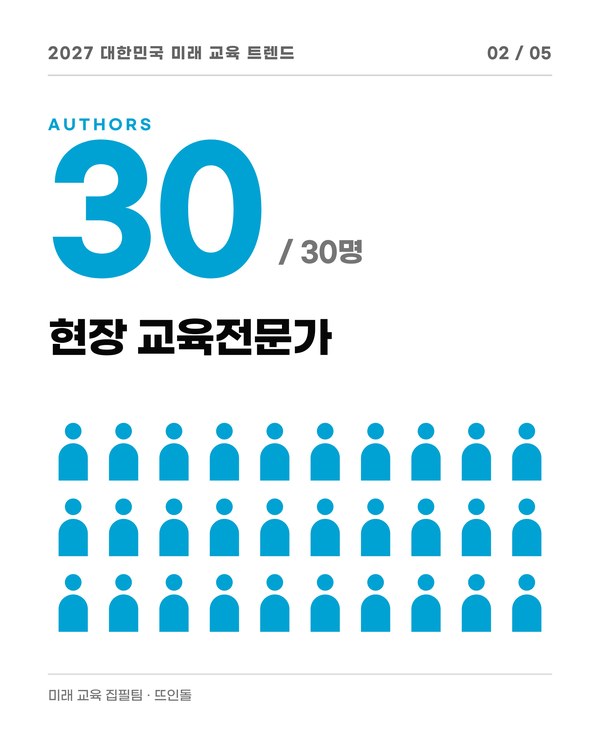 2027 대한민국 미래 교육 트렌드
02 / 05
AUTHORS
30 / 30명
현장 교육전문가
미래 교육 집필팀 · 뜨인돌